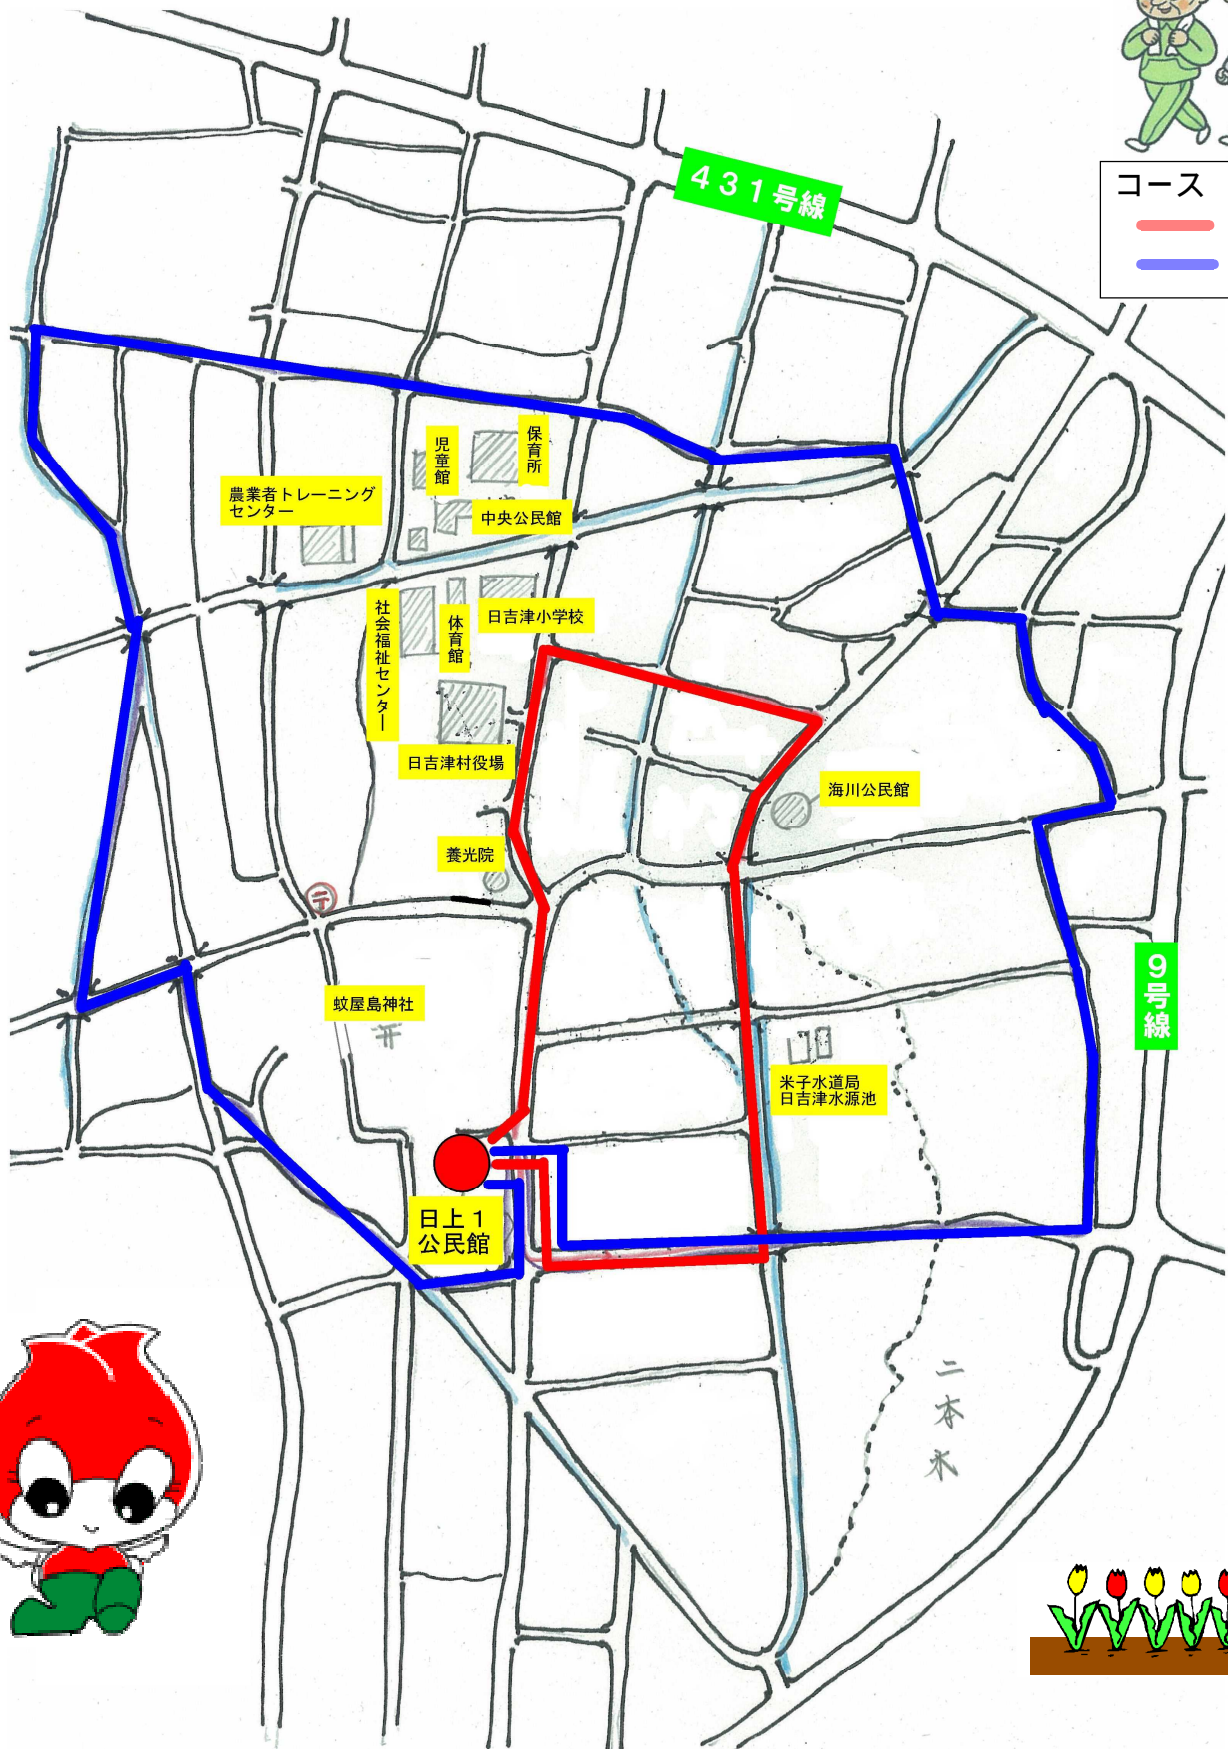 ４３１号線
コース
児童館
保育所
農業者トレーニング
センター
中央公民館
社会福祉センター
体育館
日吉津小学校
日吉津村役場
海川公民館
養光院
〒
9号線
蚊屋島神社
米子水道局
日吉津水源池
日上１
公民館
二本木